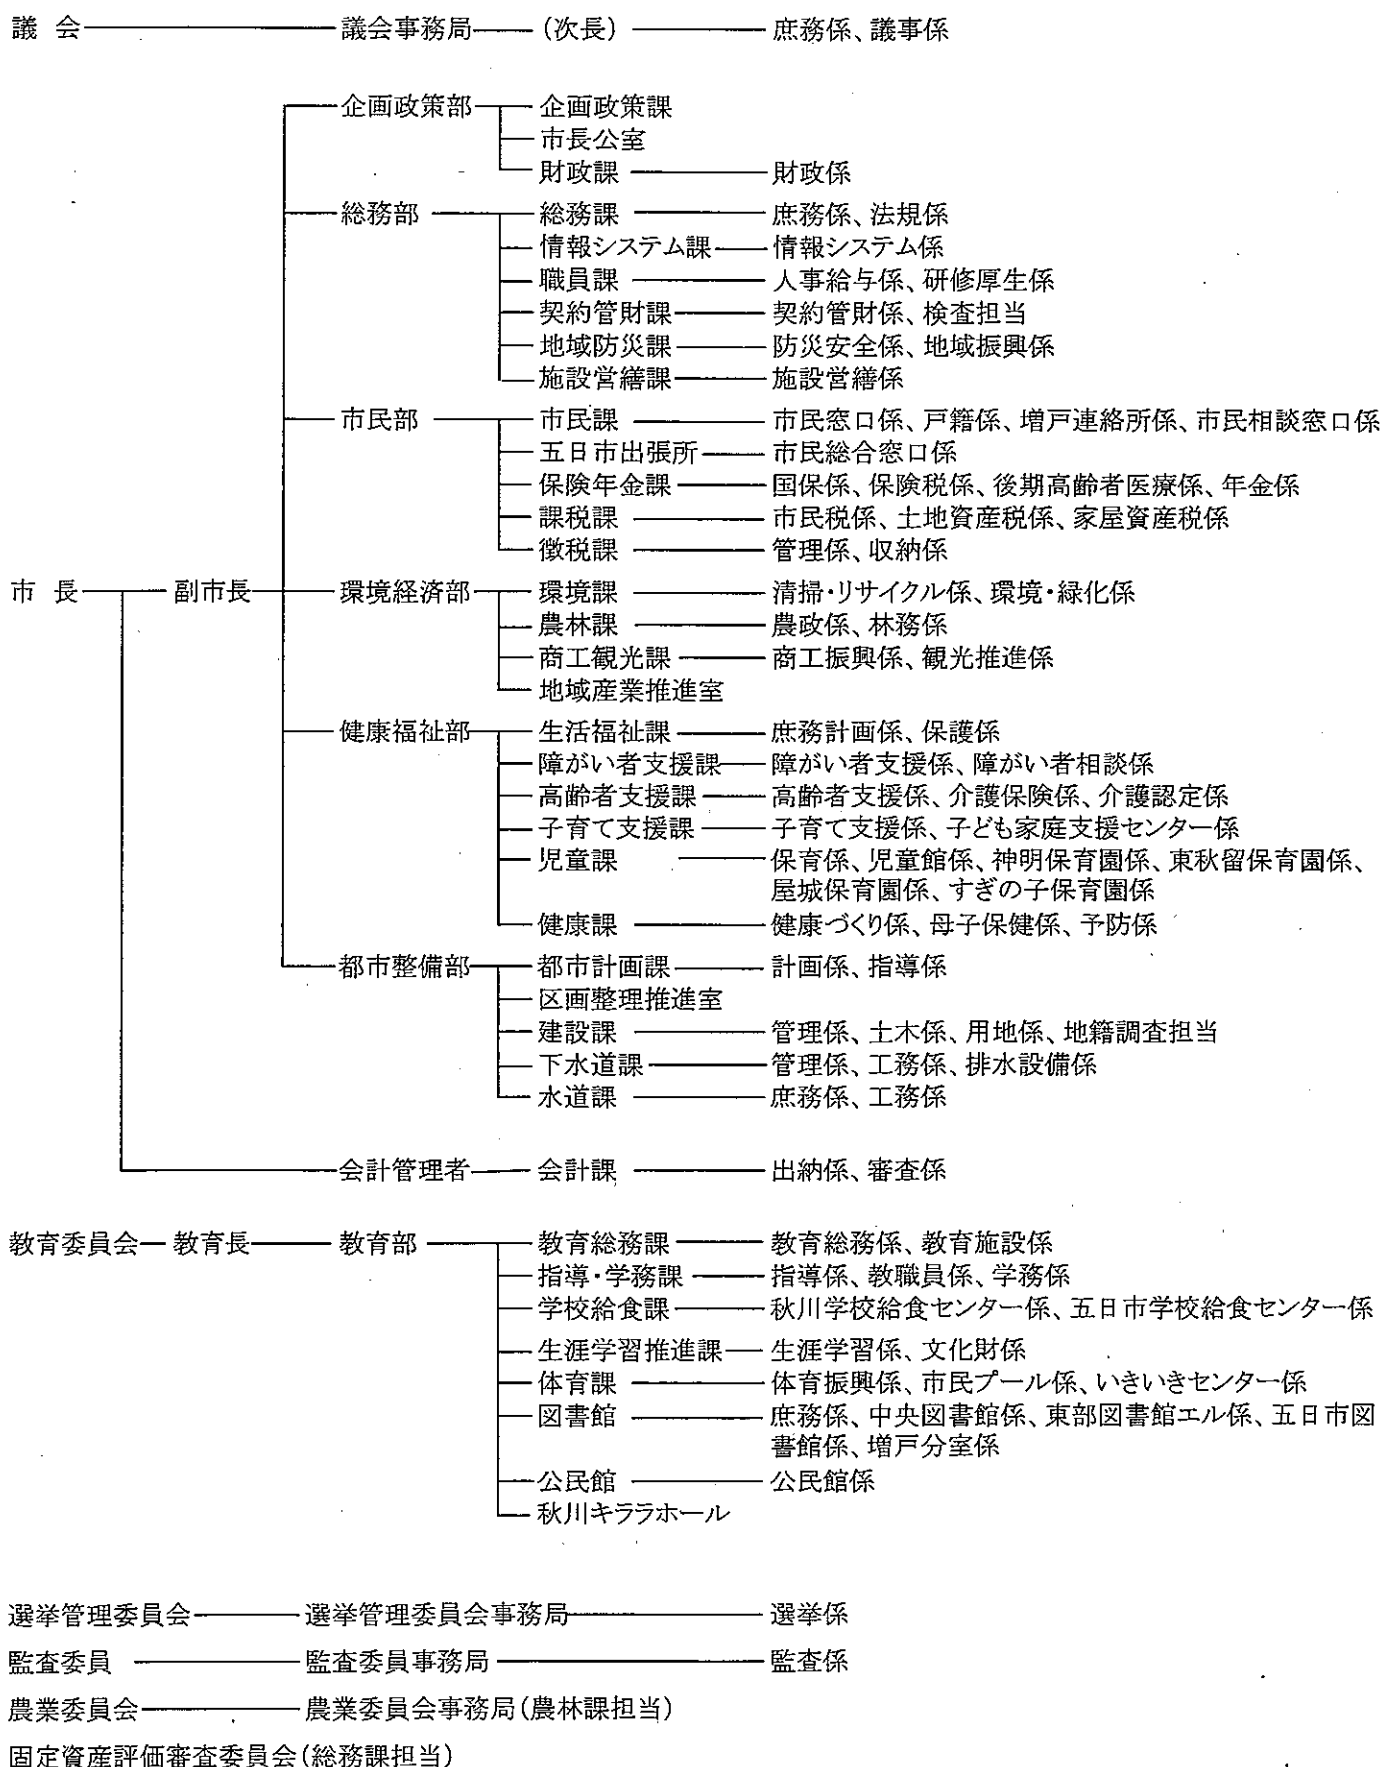 議会 議会事務局 (次長) 庶務係、議事係
企画政策部 企画政策課
市長公室
財政課 財政係
総務部 総務課 庶務係、法規係
情報システム課 情報システム係
職員課 人事給与係、研修厚生係
契約管財課 契約管財係、検査担当
地域防災課 防災安全係、地域振興係
施設営繕課 施設営繕係
市民部 市民課 市民窓口係、戸籍係、増戸連絡所係、市民相談窓口係
五日市出張所 市民総合窓口係
保険年金課 国保係、保険税係、後期高齢者医療係、年金係
課税課 市民税係、土地資産税係、家屋資産税係
徴税課 管理係、収納係
市長 副市長 環境経済部 環境課 清掃・リサイクル係、環境・緑化係
農林課 農政係、林務係
商工観光課 商工振興係、観光推進係
地域産業推進室
健康福祉部 生活福祉課 庶務計画係、保護係
障がい者支援課 障がい者支援係、障がい者相談係
高齢者支援課 高齢者支援係、介護保険係、介護認定係
子育て支援課 子育て支援係、子ども家庭支援センター係
児童課 保育係、児童館係、神明保育園係、東秋留保育園係、
屋城保育園係、すぎの子保育園係
健康課 健康づくり係、母子保健係、予防係
都市整備部 都市計画課 計画係、指導係
区画整理推進室
建設課 管理係、土木係、用地係、地籍調査担当
下水道課 管理係、工務係、排水設備係
水道課 庶務係、工務係
会計管理者 会計課 出納係、審査係
教育委員会 教育長 教育部 教育総務課 教育総務係、教育施設係
指導・学務課 指導係、教職員係、学務係
学校給食課 秋川学校給食センター係、五日市学校給食センター係
生涯学習推進課 生涯学習係、文化財係
体育課 体育振興係、市民プール係、いきいきセンター係
図書館 庶務係、中央図書館係、東部図書館エル係、五日市図
書館係、増戸分室係
公民館 公民館係
秋川キララホール
選挙管理委員会 選挙管理委員会事務局 選挙係
監査委員 監査委員事務局 監査係
農業委員会 農業委員会事務局(農林課担当)
固定資産評価審査委員会(総務課担当)